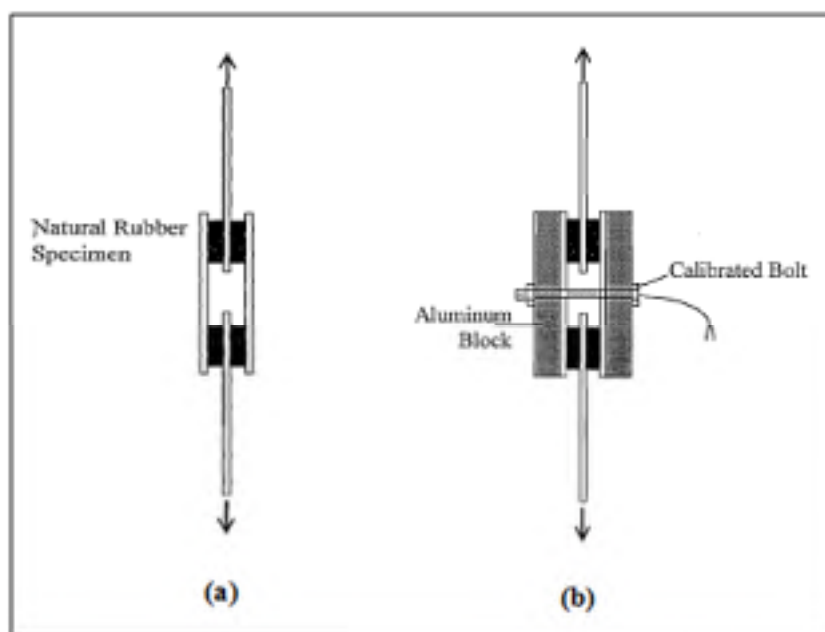 Natural Rubber
Specimen
(a)
Calibrated Bolt
Aluminum
Block
(b)